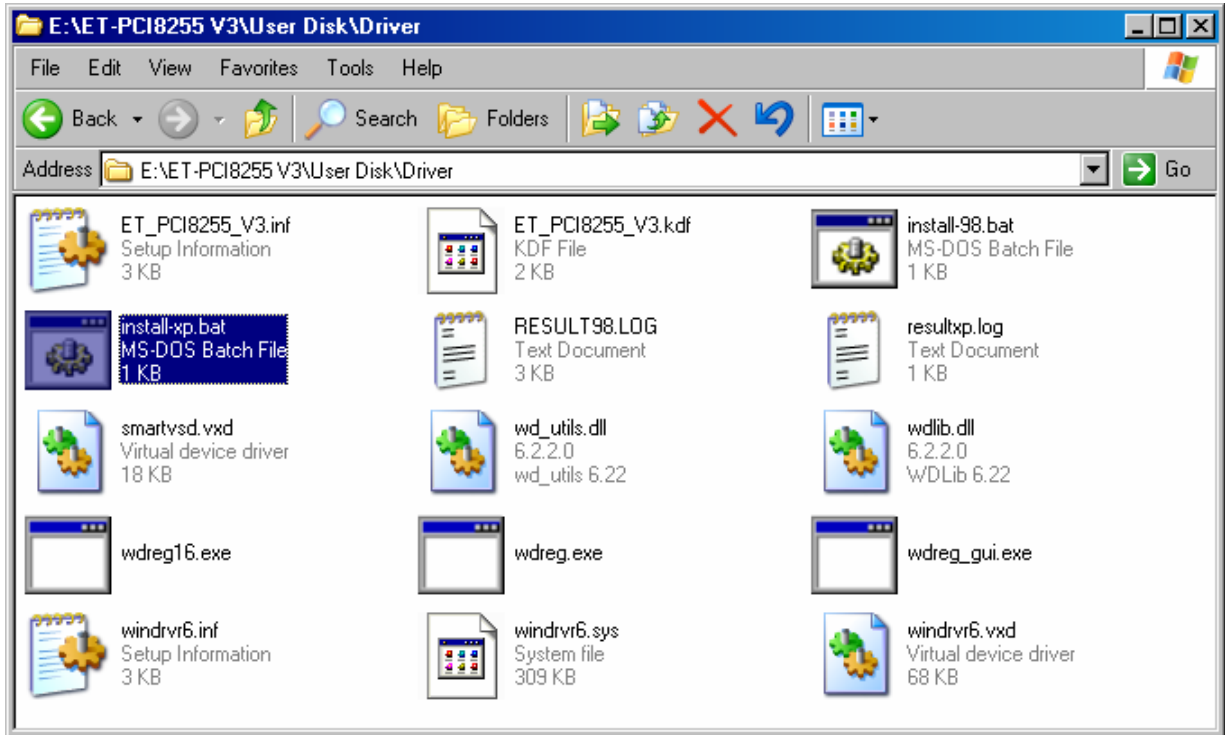 E:\ET-PCI8255 V3\User Disk\Driver
File Edit View Favorites Tools Help
Back Search Folders
Address E:\ET-PCI8255 V3\User Disk\Driver Go
ET_PCI8255_V3.inf
Setup Information
3 KB
ET_PCI8255_V3.kdf
KDF File
2 KB
install-98.bat
MS-DOS Batch File
1 KB
install-xp.bat
MS-DOS Batch File
1 KB
RESULT98.LOG
Text Document
3 KB
resultxp.log
Text Document
1 KB
smartvsd.vxd
Virtual device driver
18 KB
wd_utils.dll
6.2.2.0
wd_utils 6.22
wdlib.dll
6.2.2.0
WDLib 6.22
wdreg16.exe
wdreg.exe
wdreg_gui.exe
windrvr6.inf
Setup Information
3 KB
windrvr6.sys
System file
309 KB
windrvr6.vxd
Virtual device driver
68 KB